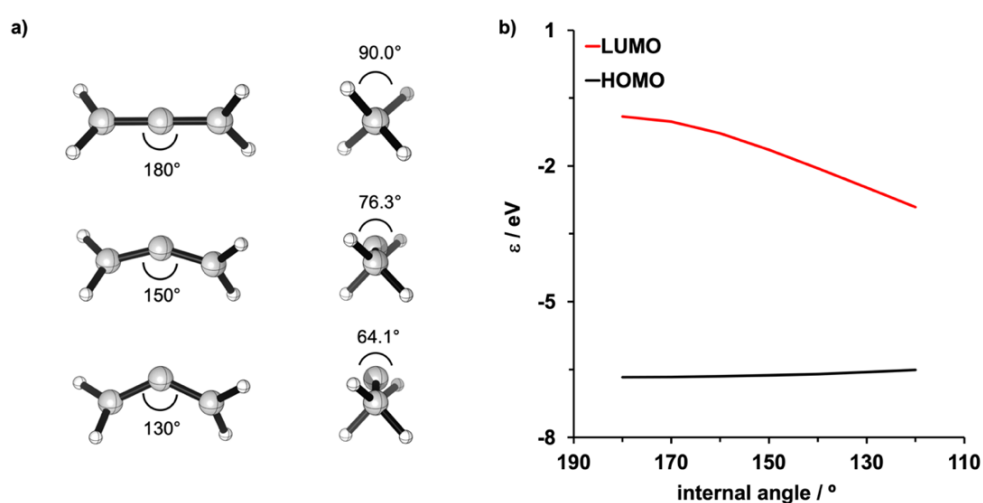 a)
90.0°
180°
76.3°
150°
64.1°
130°
b)
LUMO
HOMO
1
-2
-5
-8
ε / eV
190
170
150
130
110
internal angle / º